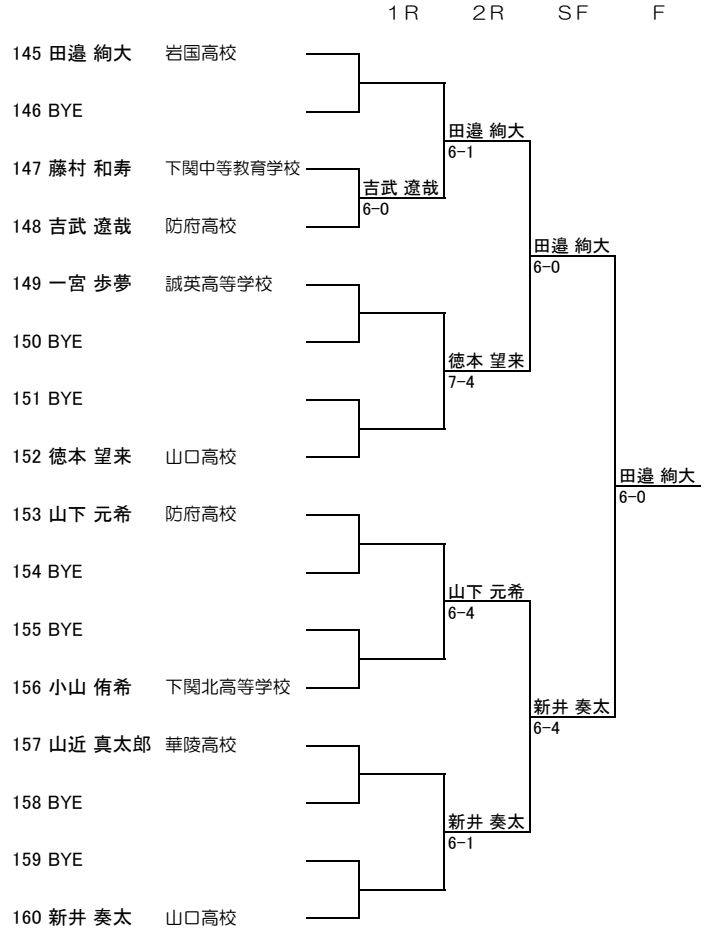 1R 2R SF F
145 田邉 絢大 岩国高校
146 BYE
田邉 絢大
6-1
147 藤村 和寿 下関中等教育学校
吉武 遼哉
6-0
148 吉武 遼哉 防府高校
田邉 絢大
6-0
149 一宮 歩夢 誠英高等学校
150 BYE
徳本 望来
7-4
151 BYE
152 徳本 望来 山口高校
田邉 絢大
6-0
153 山下 元希 防府高校
154 BYE
山下 元希
6-4
155 BYE
156 小山 侑希 下関北高等学校
新井 奏太
6-4
157 山近 真太郎 華陵高校
158 BYE
新井 奏太
6-1
159 BYE
160 新井 奏太 山口高校